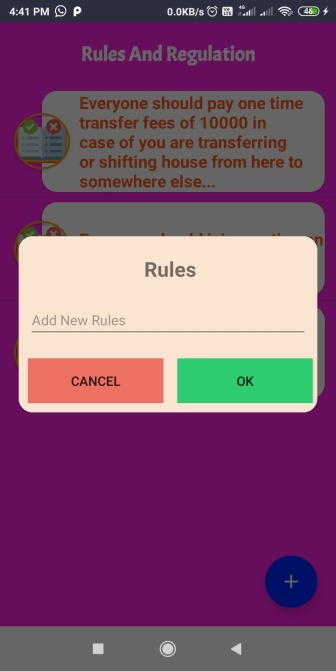 4:41 PM
0.0KB/s
4G
46
Rules And Regulation
Everyone should pay one time
transfer fees of 10000 in
case of you are transferring
or shifting house from here to
somewhere else...
Rules
Add New Rules
CANCEL
OK
+